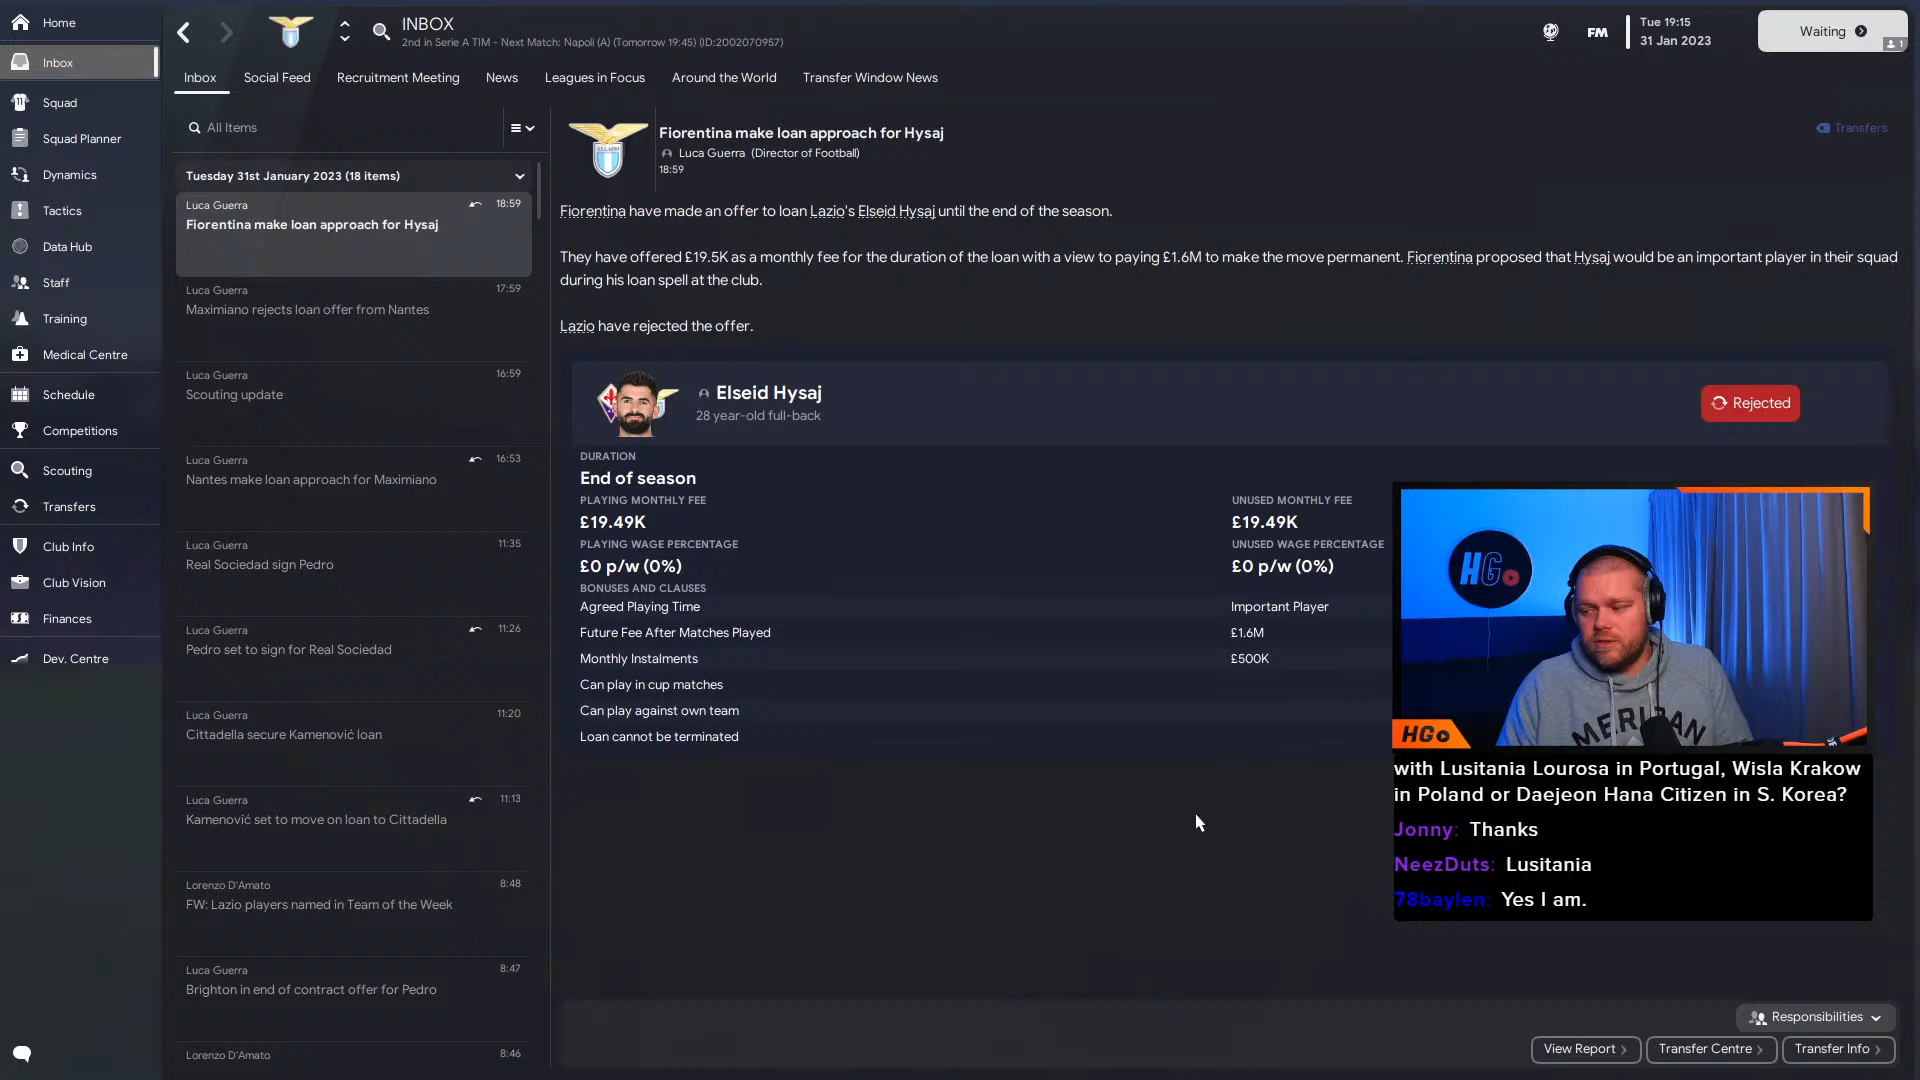 Home
Inbox
Squad
Squad Planner
Dynamics
Tactics
Data Hub
Staff
Training
Medical Centre
Schedule
Competitions
Scouting
Transfers
Club Info
Club Vision
Finances
Dev. Centre
INBOX
2nd in Serie A TIM - Next Match: Napoli (A) (Tomorrow 19:45) (ID:2002070957)
FM
Tue 19:15
31 Jan 2023
Waiting
1
Inbox
Social Feed
Recruitment Meeting
News
Leagues in Focus
Around the World
Transfer Window News
All Items
Tuesday 31st January 2023 (18 items)
Luca Guerra 18:59
Fiorentina make loan approach for Hysaj
Luca Guerra 17:59
Maximiano rejects loan offer from Nantes
Luca Guerra 16:59
Scouting update
Luca Guerra 16:53
Nantes make loan approach for Maximiano
Luca Guerra 11:35
Real Sociedad sign Pedro
Luca Guerra 11:26
Pedro set to sign for Real Sociedad
Luca Guerra 11:20
Cittadella secure Kamenović loan
Luca Guerra 11:13
Kamenović set to move on loan to Cittadella
Lorenzo D'Amato 8:48
FW: Lazio players named in Team of the Week
Luca Guerra 8:47
Brighton in end of contract offer for Pedro
Lorenzo D'Amato 8:46
Fiorentina make loan approach for Hysaj
Luca Guerra (Director of Football)
18:59
Transfers
Fiorentina have made an offer to loan Lazio's Elseid Hysaj until the end of the season.
They have offered £19.5K as a monthly fee for the duration of the loan with a view to paying £1.6M to make the move permanent. Fiorentina proposed that Hysaj would be an important player in their squad
during his loan spell at the club.
Lazio have rejected the offer.
Elseid Hysaj
28 year-old full-back
Rejected
DURATION
End of season
PLAYING MONTHLY FEE
£19.49K
UNUSED MONTHLY FEE
£19.49K
PLAYING WAGE PERCENTAGE
£0 p/w (0%)
UNUSED WAGE PERCENTAGE
£0 p/w (0%)
BONUSES AND CLAUSES
Agreed Playing Time Important Player
Future Fee After Matches Played £1.6M
Monthly Instalments £500K
Can play in cup matches
Can play against own team
Loan cannot be terminated
HG
HG
with Lusitania Lourosa in Portugal, Wisla Krakow
in Poland or Daejeon Hana Citizen in S. Korea?
Jonny: Thanks
NeezDuts: Lusitania
78baylen: Yes I am.
Responsibilities
View Report
Transfer Centre
Transfer Info